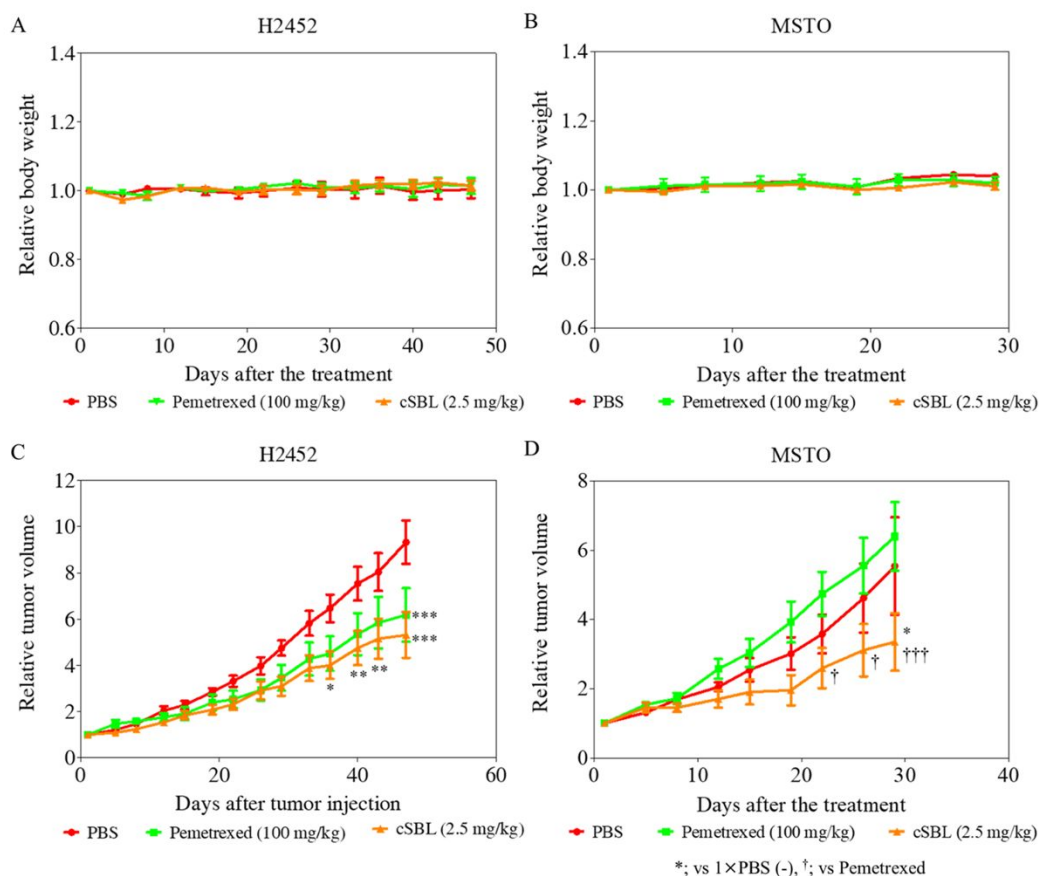 A
H2452
1.4
1.2
1.0
0.8
0.6
0 10 20 30 40 50
Relative body weight
Days after the treatment
PBS Pemetrexed (100 mg/kg) cSBL (2.5 mg/kg)
B
MSTO
1.4
1.2
1.0
0.8
0.6
0 10 20 30
Relative body weight
Days after the treatment
PBS Pemetrexed (100 mg/kg) cSBL (2.5 mg/kg)
C
H2452
12
10
8
6
4
2
0
0 20 40 60
Relative tumor volume
***
***
** **
*
Days after tumor injection
PBS Pemetrexed (100 mg/kg) cSBL (2.5 mg/kg)
D
MSTO
8
6
4
2
0
0 10 20 30 40
Relative tumor volume
*
†††
† †
Days after the treatment
PBS Pemetrexed (100 mg/kg) cSBL (2.5 mg/kg)
*; vs 1×PBS (-), †; vs Pemetrexed